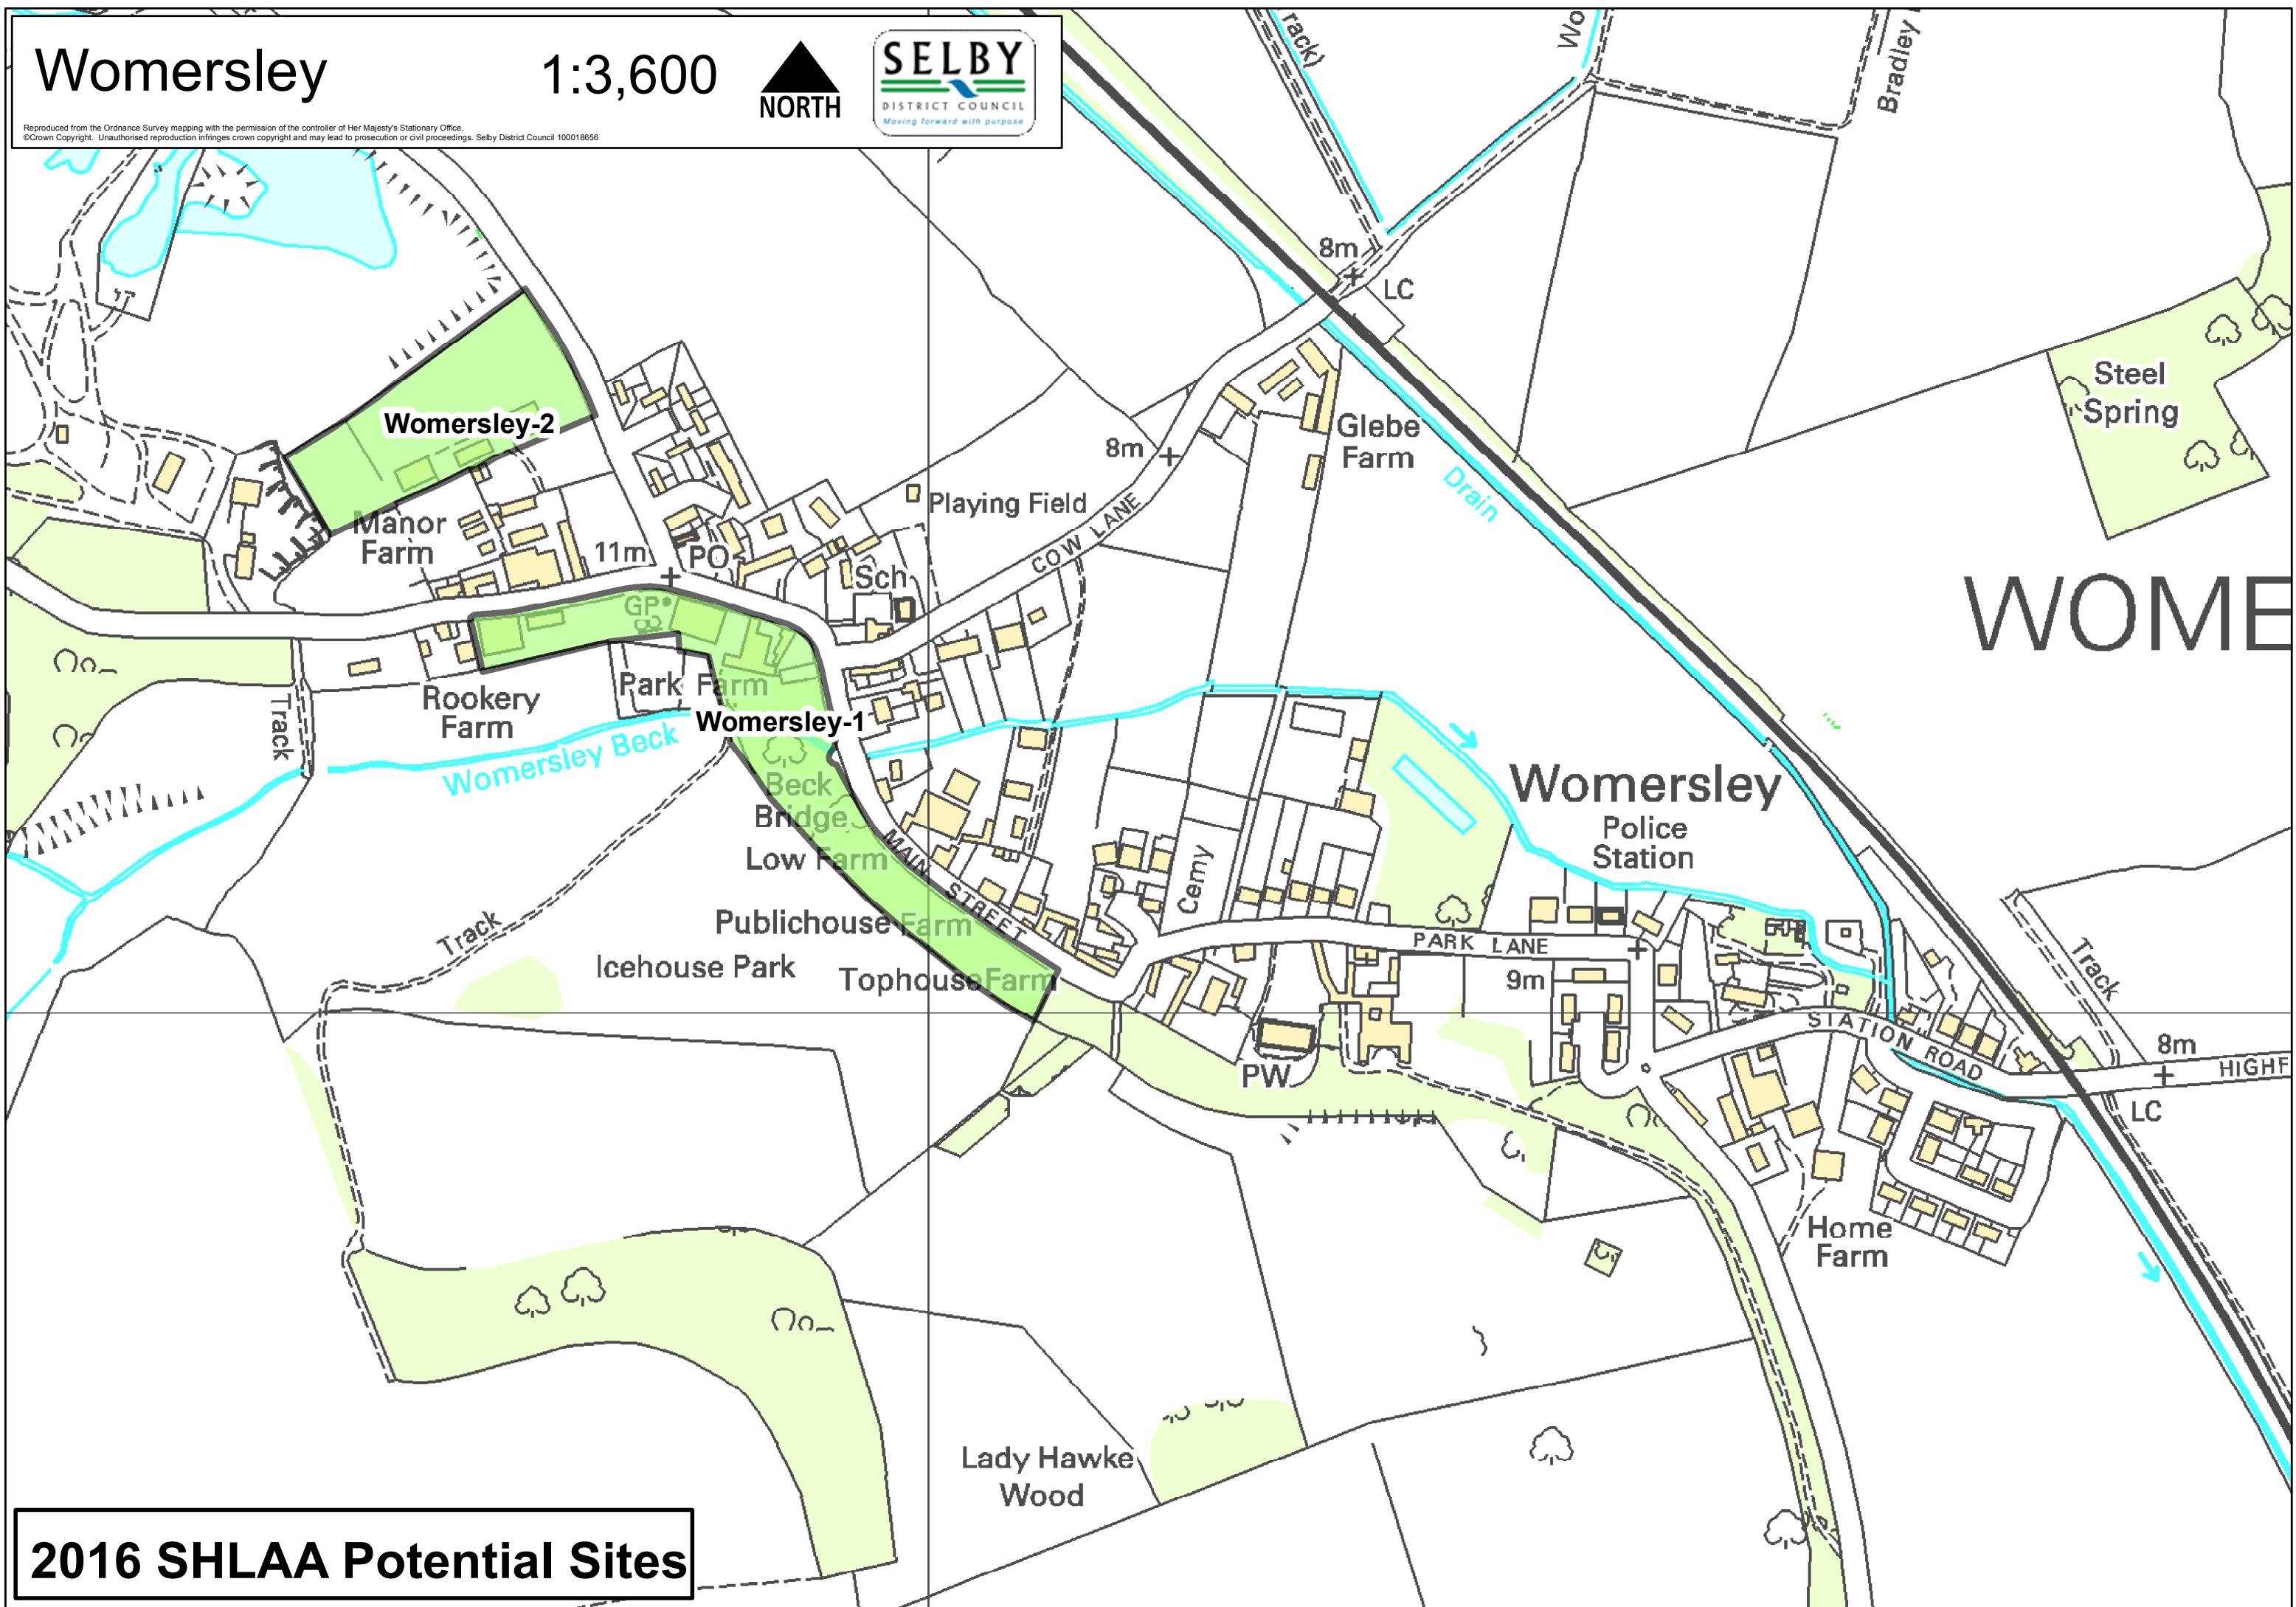 Womersley
1:3,600
NORTH
SELBY
DISTRICT COUNCIL
Moving forward with purpose
Reproduced from the Ordnance Survey mapping with the permission of the controller of Her Majesty's Stationary Office.
©Crown Copyright. Unauthorised reproduction infringes crown copyright and may lead to prosecution or civil proceedings. Selby District Council 100018656
rack)
Wo
Bradley
8m
LC
Steel
Spring
Womersley-2
Glebe
Farm
8m
Drain
Playing Field
Manor
Farm
11m
PO
COW LANE
Sch
GP
WOME
Rookery
Farm
Park Farm
Track
Womersley-1
Womersley Beck
Beck
Bridge
Low Farm
MAIN STREET
Womersley
Police
Station
Cemy
Publichouse Farm
Track
Icehouse Park
Tophouse Farm
PARK LANE
9m
Track
STATION ROAD
8m
HIGHF
PW
LC
Home
Farm
Lady Hawke
Wood
2016 SHLAA Potential Sites